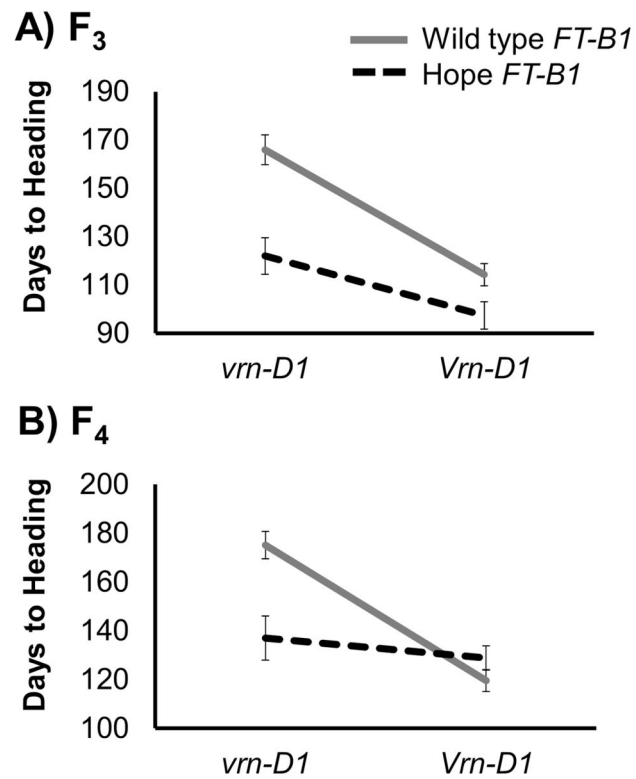 A) F3
Wild type FT-B1
Hope FT-B1
Days to Heading
190
170
150
130
110
90
vrn-D1 Vrn-D1
B) F4
Days to Heading
200
180
160
140
120
100
vrn-D1 Vrn-D1